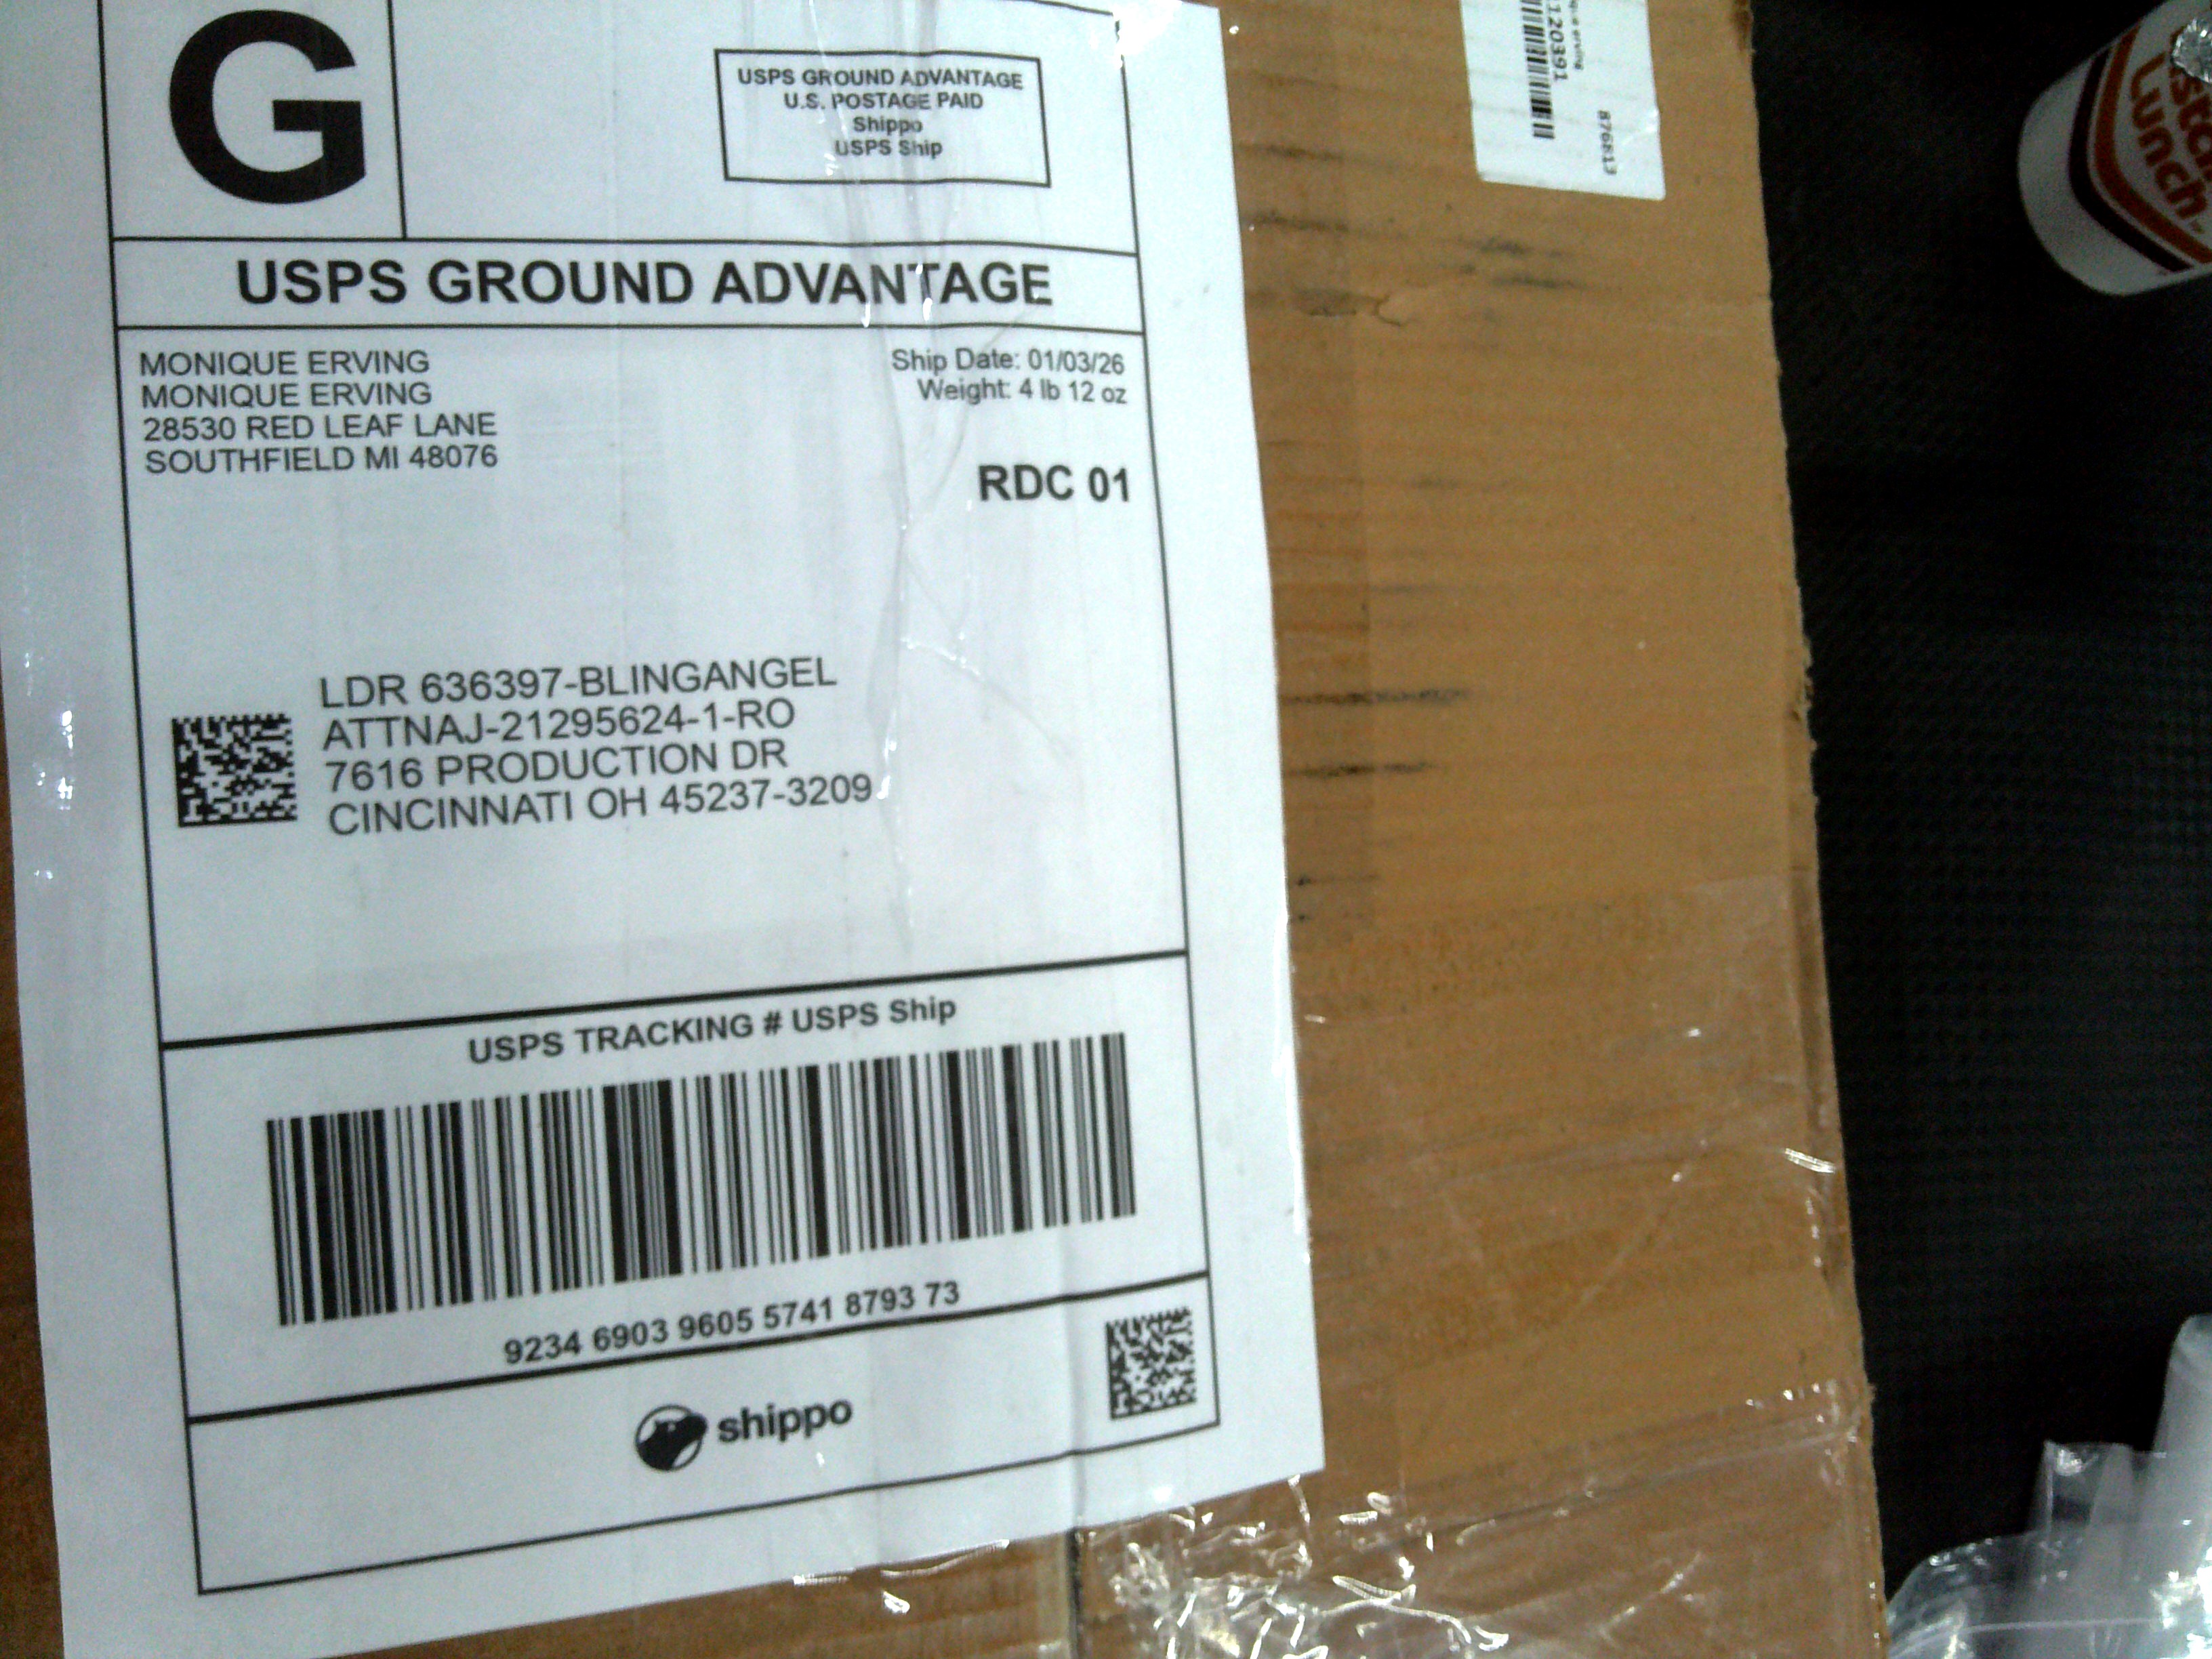 G
USPS GROUND ADVANTAGE
U.S. POSTAGE PAID
Shippo
USPS Ship
USPS GROUND ADVANTAGE
MONIQUE ERVING
MONIQUE ERVING
28530 RED LEAF LANE
SOUTHFIELD MI 48076
Ship Date: 01/03/26
Weight: 4 lb 12 oz
RDC 01
LDR 636397-BLINGANGEL
ATTNAJ-21295624-1-RO
7616 PRODUCTION DR
CINCINNATI OH 45237-3209
USPS TRACKING # USPS Ship
9234 6903 9605 5741 8793 73
shippo
erving
1120391
876813
Lunch